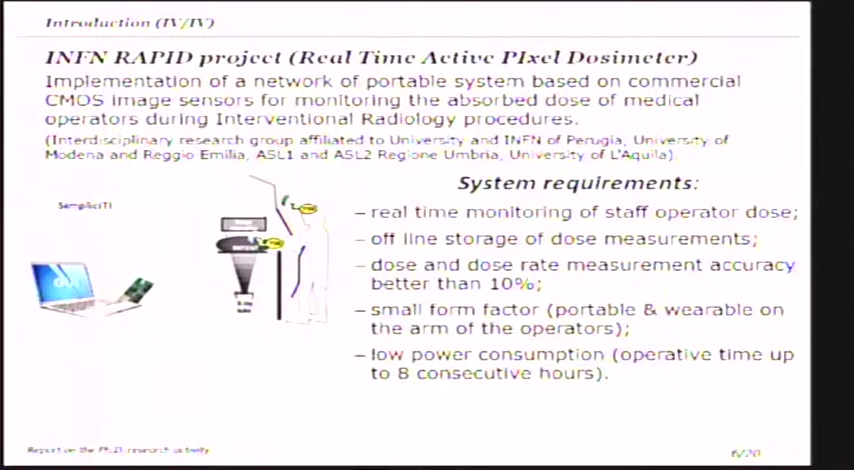 Introduction (IV/IV)
INFN RAPID project (Real Time Active PIxel Dosimeter)
Implementation of a network of portable system based on commercial
CMOS image sensors for monitoring the absorbed dose of medical
operators during Interventional Radiology procedures.
(Interdisciplinary research group affiliated to University and INFN of Perugia, University of
Modena and Reggio Emilia, ASL1 and ASL2 Regione Umbria, University of L'Aquila)
System requirements:
SempliciTI
– real time monitoring of staff operator dose;
– off line storage of dose measurements;
– dose and dose rate measurement accuracy
better than 10%;
GUI
– small form factor (portable & wearable on
the arm of the operators);
– low power consumption (operative time up
to 8 consecutive hours).
Report on the Ph.D. research activity
6/20